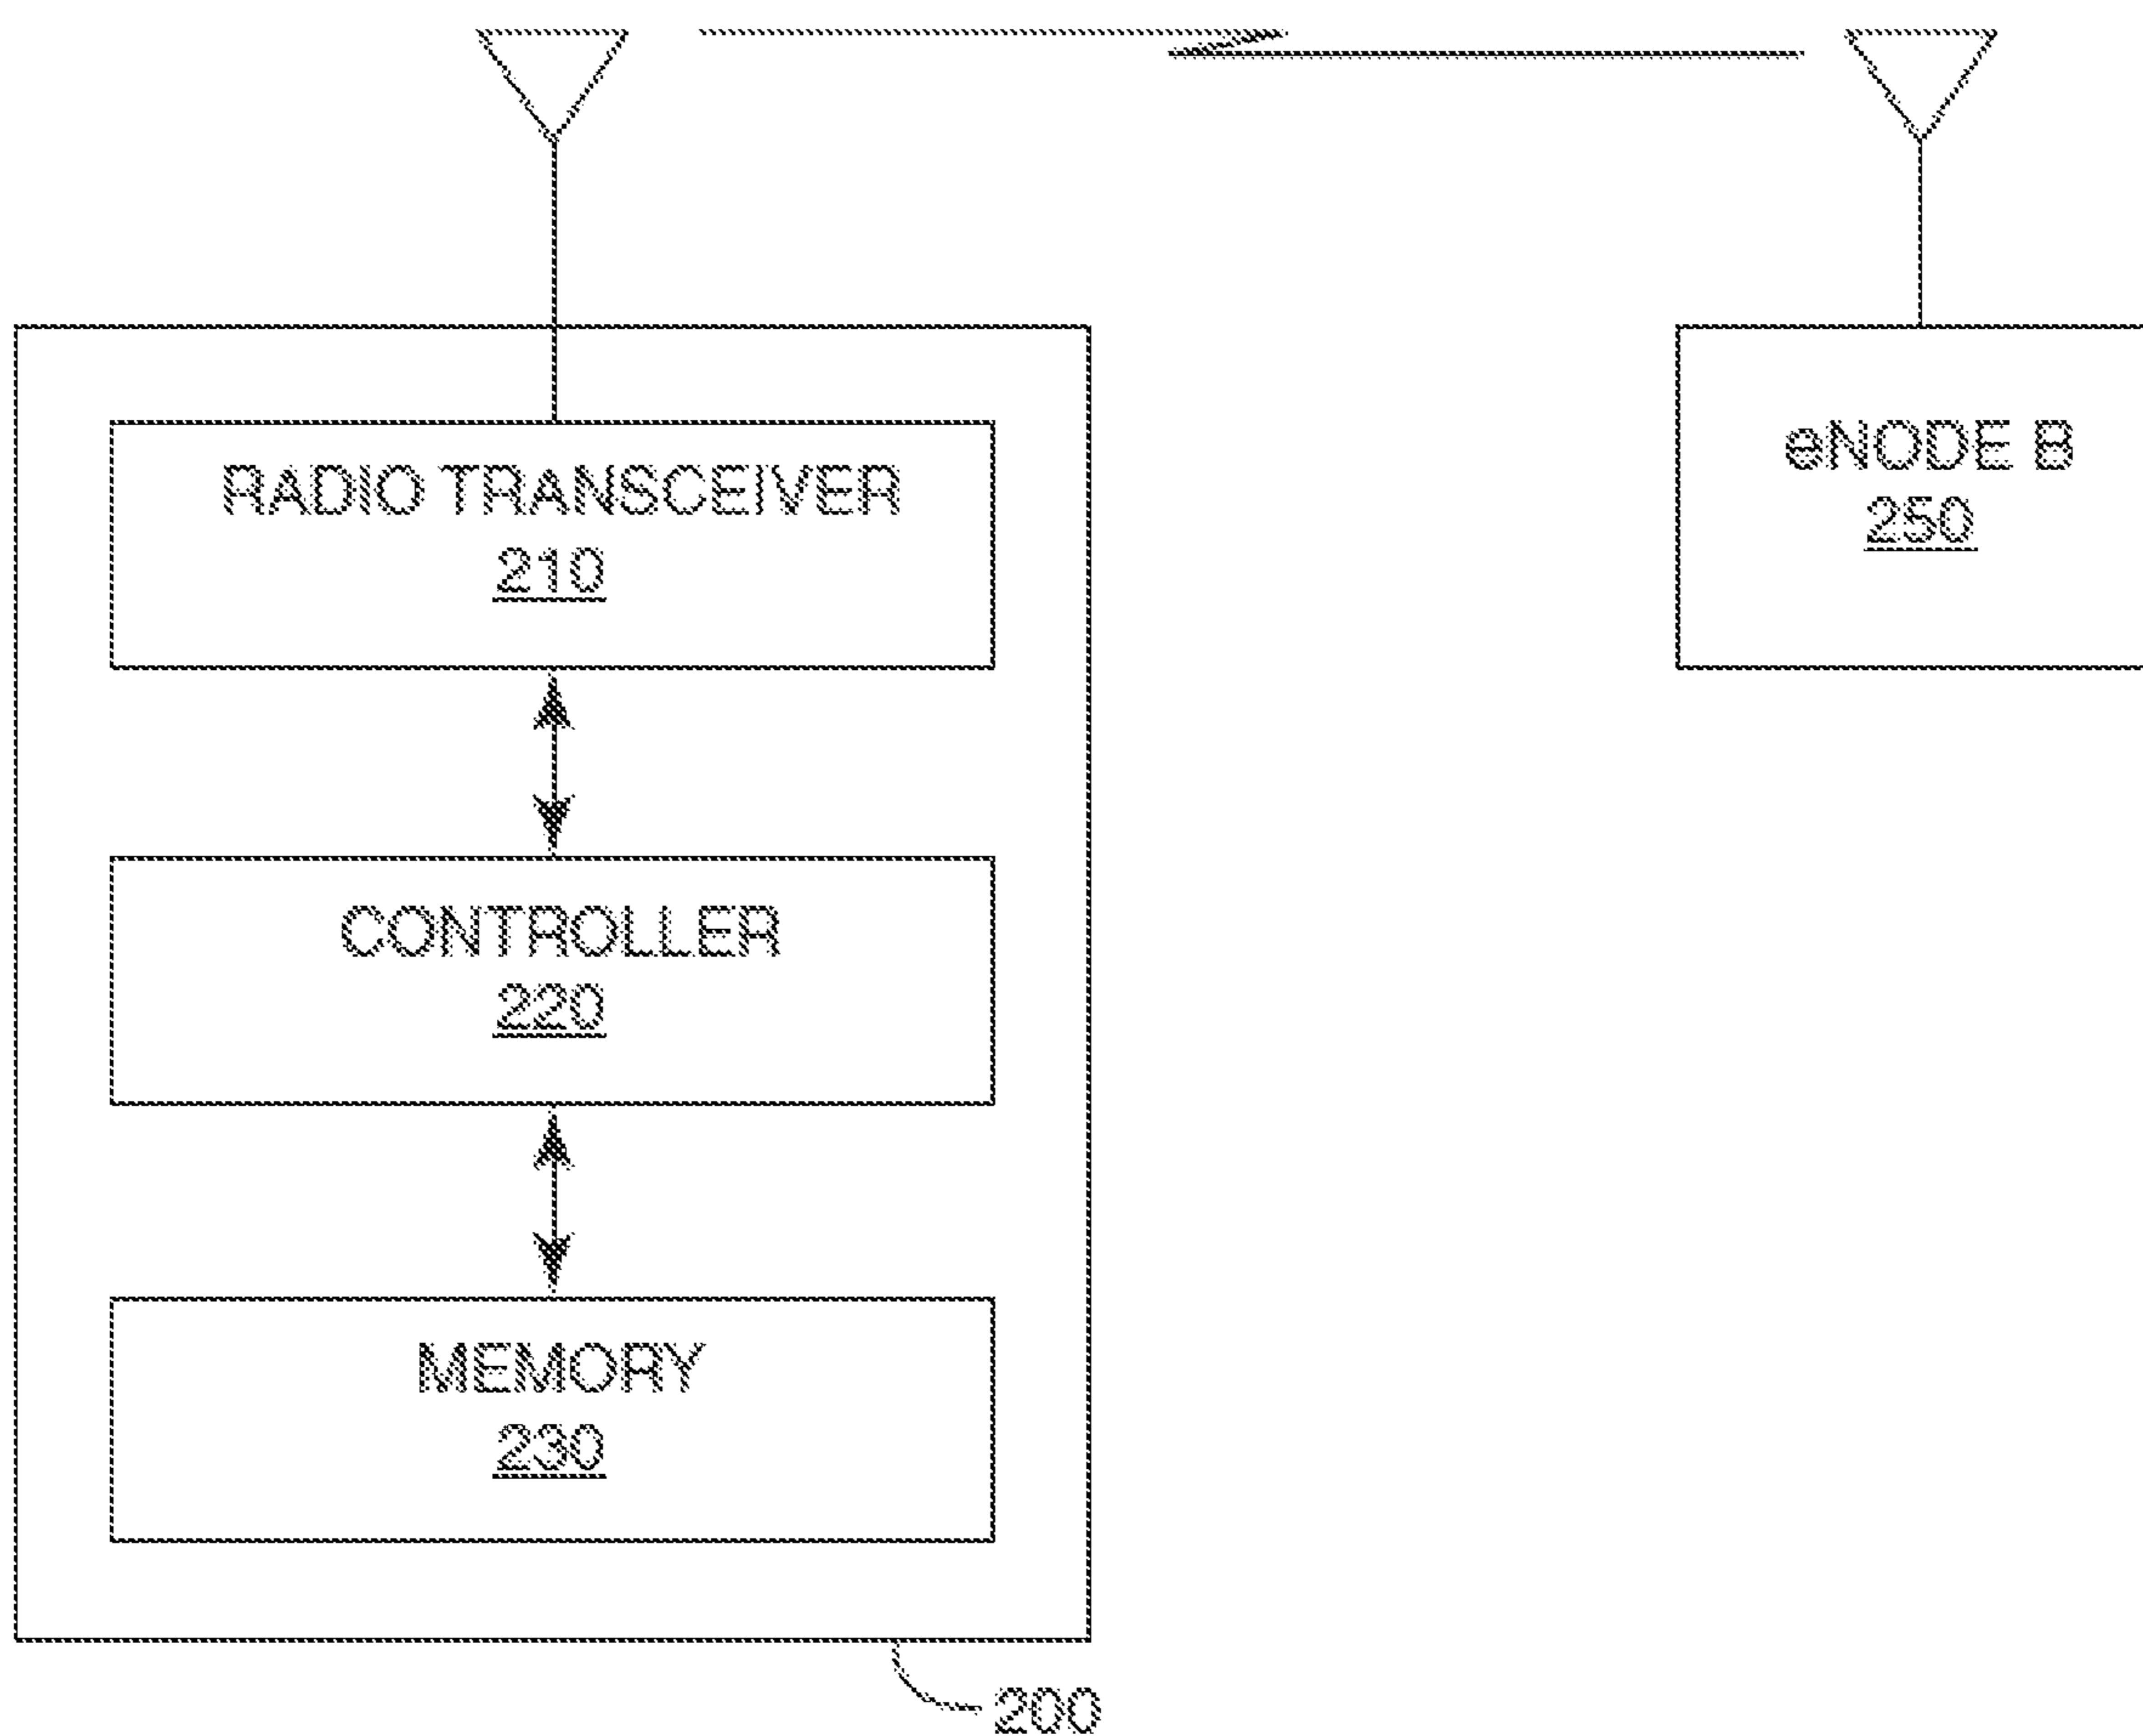 RADIO TRANSCEIVER
210
eNODE B
250
CONTROLLER
220
MEMORY
230
200